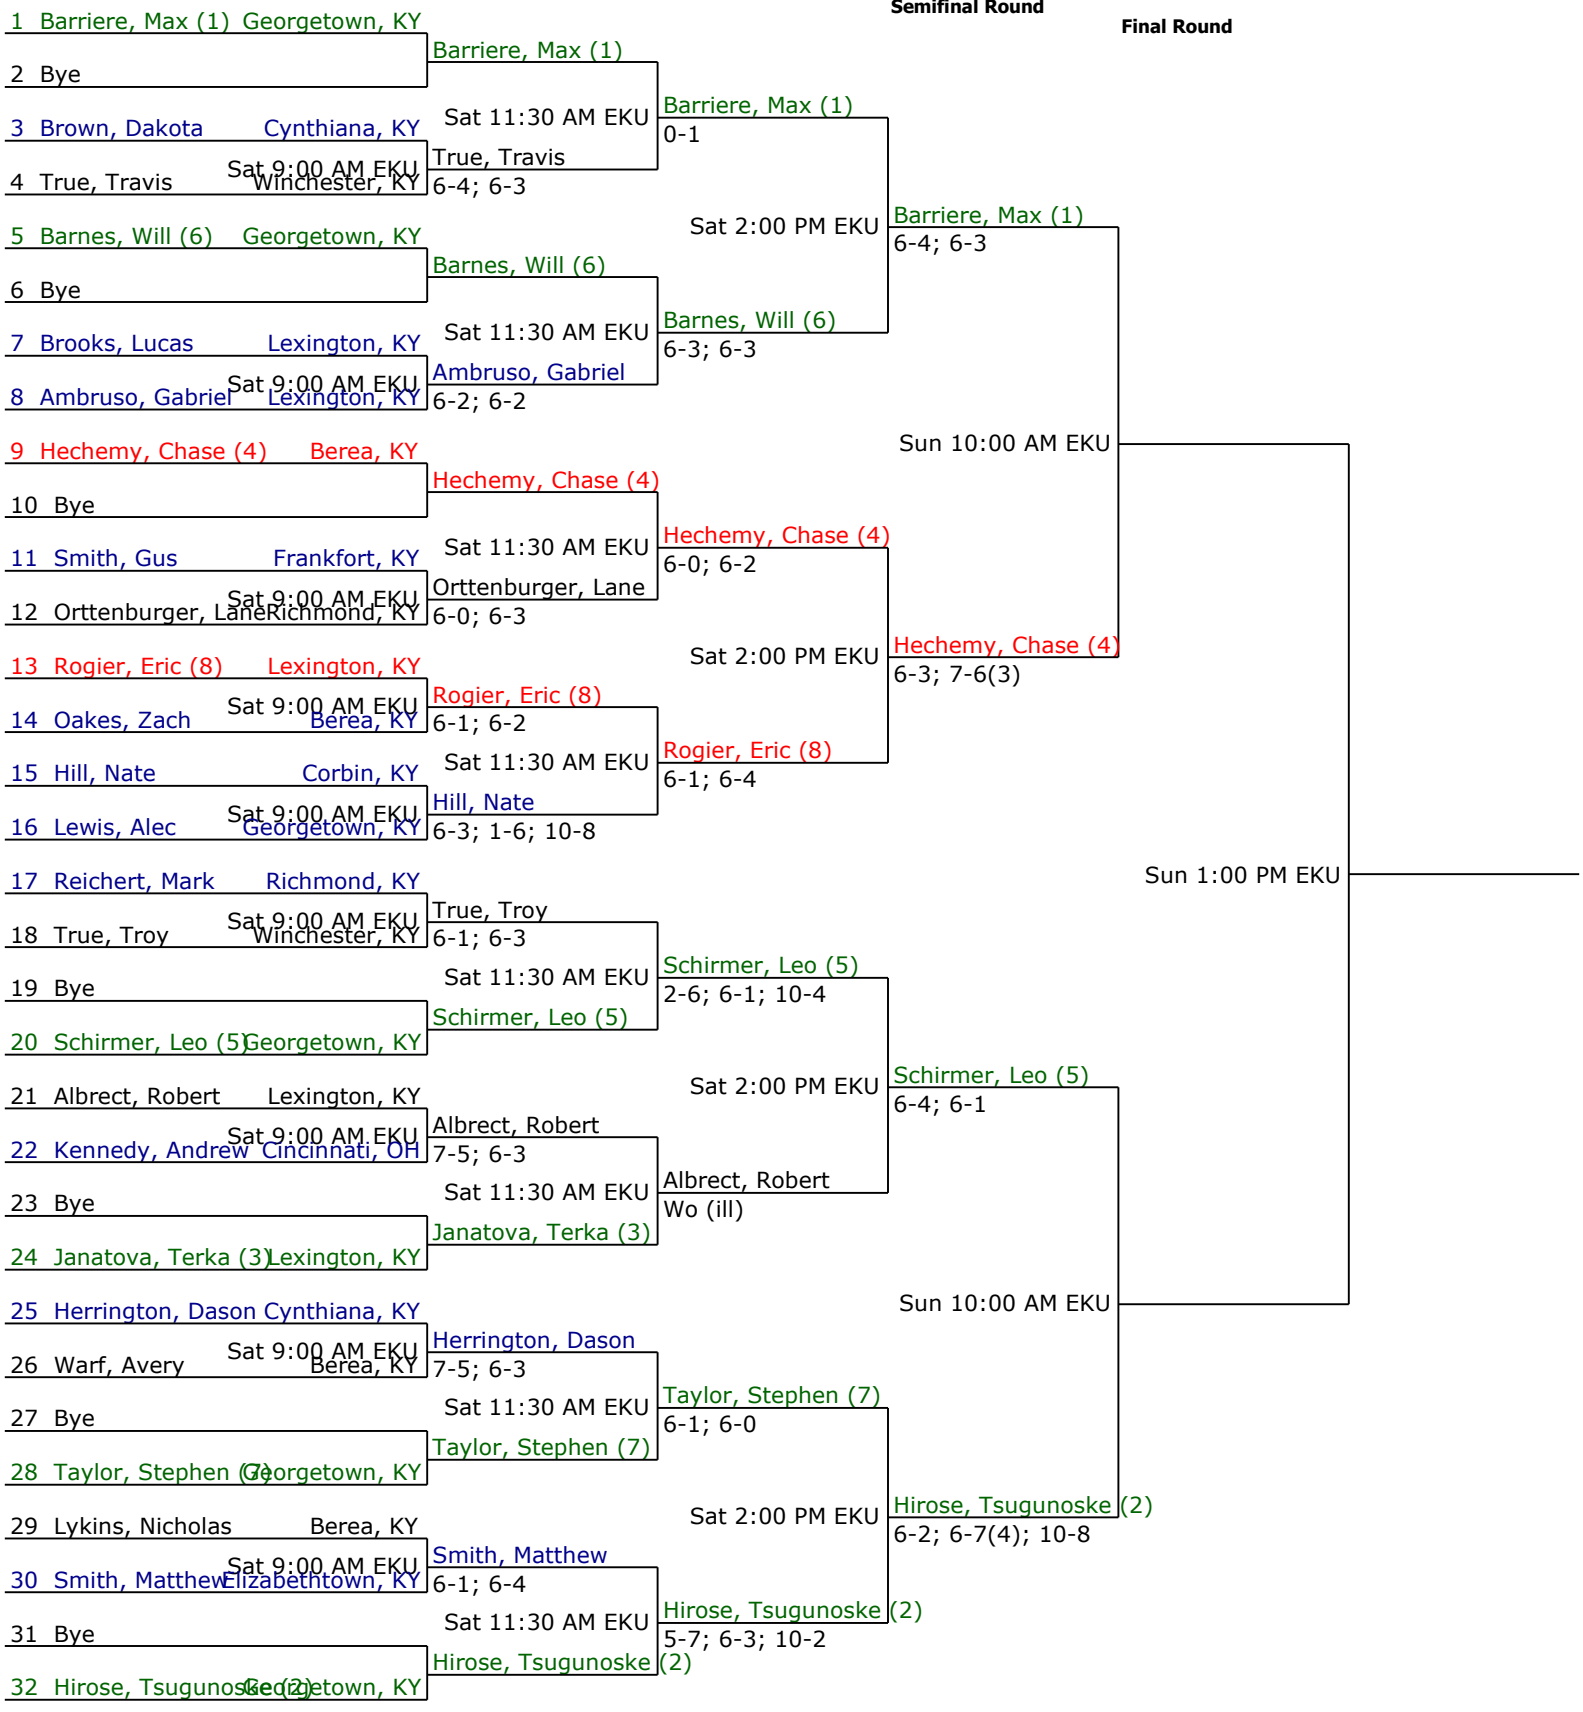 Semifinal Round
Final Round
1 Barriere, Max (1) Georgetown, KY
Barriere, Max (1)
2 Bye
Sat 11:30 AM EKU
Barriere, Max (1)
0-1
3 Brown, Dakota Cynthiana, KY
Sat 9:00 AM EKU
True, Travis
6-4; 6-3
4 True, Travis Winchester, KY
Sat 2:00 PM EKU
Barriere, Max (1)
6-4; 6-3
5 Barnes, Will (6) Georgetown, KY
Barnes, Will (6)
6 Bye
Sat 11:30 AM EKU
Barnes, Will (6)
6-3; 6-3
7 Brooks, Lucas Lexington, KY
Sat 9:00 AM EKU
Ambruso, Gabriel
6-2; 6-2
8 Ambruso, Gabriel Lexington, KY
Sun 10:00 AM EKU
9 Hechemy, Chase (4) Berea, KY
Hechemy, Chase (4)
10 Bye
Sat 11:30 AM EKU
Hechemy, Chase (4)
6-0; 6-2
11 Smith, Gus Frankfort, KY
Sat 9:00 AM EKU
Orttenburger, Lane
6-0; 6-3
12 Orttenburger, Lane Richmond, KY
Sat 2:00 PM EKU
Hechemy, Chase (4)
6-3; 7-6(3)
13 Rogier, Eric (8) Lexington, KY
Sat 9:00 AM EKU
Rogier, Eric (8)
6-1; 6-2
14 Oakes, Zach Berea, KY
Sat 11:30 AM EKU
Rogier, Eric (8)
6-1; 6-4
15 Hill, Nate Corbin, KY
Sat 9:00 AM EKU
Hill, Nate
6-3; 1-6; 10-8
16 Lewis, Alec Georgetown, KY
Sun 1:00 PM EKU
17 Reichert, Mark Richmond, KY
Sat 9:00 AM EKU
True, Troy
6-1; 6-3
18 True, Troy Winchester, KY
Sat 11:30 AM EKU
Schirmer, Leo (5)
2-6; 6-1; 10-4
19 Bye
Schirmer, Leo (5)
20 Schirmer, Leo (5) Georgetown, KY
Sat 2:00 PM EKU
Schirmer, Leo (5)
6-4; 6-1
21 Albrect, Robert Lexington, KY
Sat 9:00 AM EKU
Albrect, Robert
7-5; 6-3
22 Kennedy, Andrew Cincinnati, OH
Sat 11:30 AM EKU
Albrect, Robert
Wo (ill)
23 Bye
Janatova, Terka (3)
24 Janatova, Terka (3) Lexington, KY
Sun 10:00 AM EKU
25 Herrington, Dason Cynthiana, KY
Sat 9:00 AM EKU
Herrington, Dason
7-5; 6-3
26 Warf, Avery Berea, KY
Sat 11:30 AM EKU
Taylor, Stephen (7)
6-1; 6-0
27 Bye
Taylor, Stephen (7)
28 Taylor, Stephen (7) Georgetown, KY
Sat 2:00 PM EKU
Hirose, Tsugunoske (2)
6-2; 6-7(4); 10-8
29 Lykins, Nicholas Berea, KY
Sat 9:00 AM EKU
Smith, Matthew
6-1; 6-4
30 Smith, Matthew Elizabethtown, KY
Sat 11:30 AM EKU
Hirose, Tsugunoske (2)
5-7; 6-3; 10-2
31 Bye
Hirose, Tsugunoske (2)
32 Hirose, Tsugunoske (2) Georgetown, KY